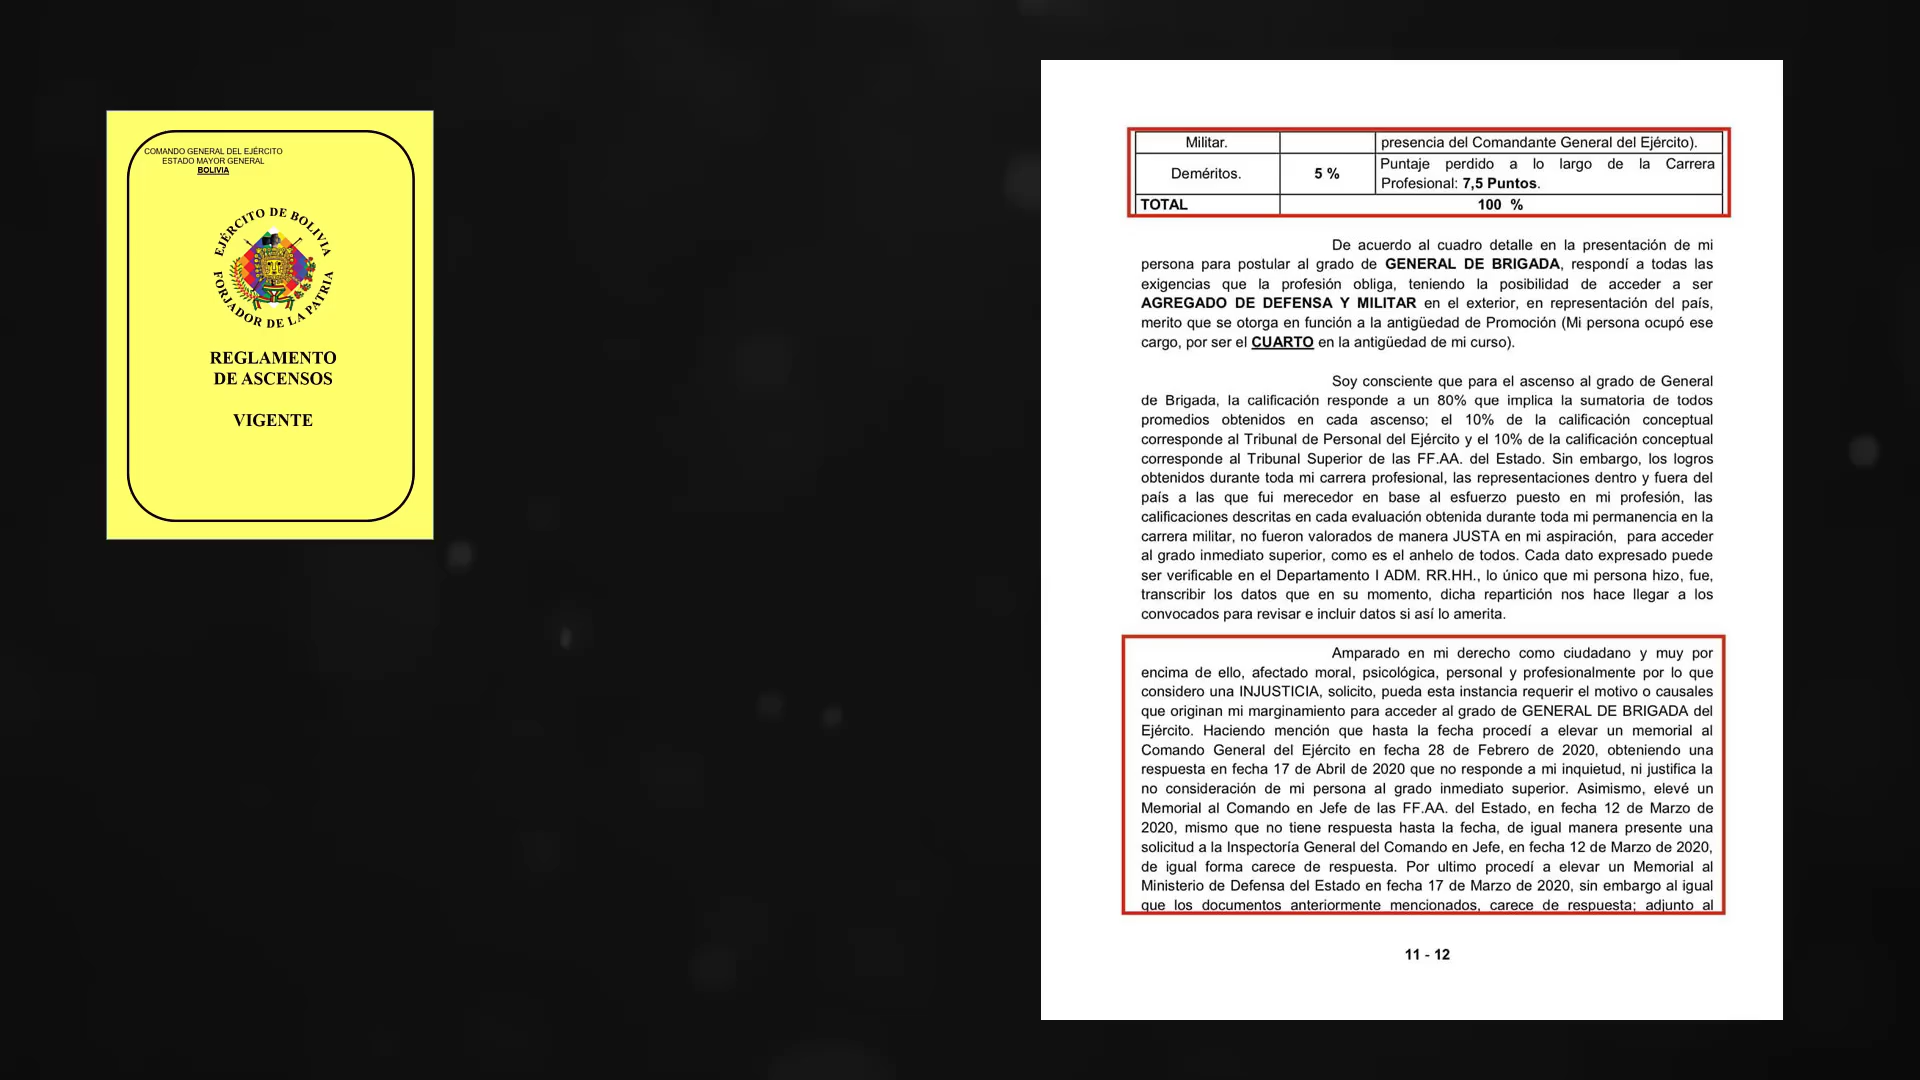 COMANDO GENERAL DEL EJÉRCITO
ESTADO MAYOR GENERAL
BOLIVIA
EJÉRCITO DE BOLIVIA
FORJADOR DE LA PATRIA
REGLAMENTO
DE ASCENSOS
VIGENTE
Militar. presencia del Comandante General del Ejército).
Deméritos. 5 % Puntaje perdido a lo largo de la Carrera
Profesional: 7,5 Puntos.
TOTAL 100 %
De acuerdo al cuadro detalle en la presentación de mi
persona para postular al grado de GENERAL DE BRIGADA, respondí a todas las
exigencias que la profesión obliga, teniendo la posibilidad de acceder a ser
AGREGADO DE DEFENSA Y MILITAR en el exterior, en representación del país,
merito que se otorga en función a la antigüedad de Promoción (Mi persona ocupó ese
cargo, por ser el CUARTO en la antigüedad de mi curso).
Soy consciente que para el ascenso al grado de General
de Brigada, la calificación responde a un 80% que implica la sumatoria de todos
promedios obtenidos en cada ascenso; el 10% de la calificación conceptual
corresponde al Tribunal de Personal del Ejército y el 10% de la calificación conceptual
corresponde al Tribunal Superior de las FF.AA. del Estado. Sin embargo, los logros
obtenidos durante toda mi carrera profesional, las representaciones dentro y fuera del
país a las que fui merecedor en base al esfuerzo puesto en mi profesión, las
calificaciones descritas en cada evaluación obtenida durante toda mi permanencia en la
carrera militar, no fueron valorados de manera JUSTA en mi aspiración, para acceder
al grado inmediato superior, como es el anhelo de todos. Cada dato expresado puede
ser verificable en el Departamento I ADM. RR.HH., lo único que mi persona hizo, fue,
transcribir los datos que en su momento, dicha repartición nos hace llegar a los
convocados para revisar e incluir datos si así lo amerita.
Amparado en mi derecho como ciudadano y muy por
encima de ello, afectado moral, psicológica, personal y profesionalmente por lo que
considero una INJUSTICIA, solicito, pueda esta instancia requerir el motivo o causales
que originan mi marginamiento para acceder al grado de GENERAL DE BRIGADA del
Ejército. Haciendo mención que hasta la fecha procedí a elevar un memorial al
Comando General del Ejército en fecha 28 de Febrero de 2020, obteniendo una
respuesta en fecha 17 de Abril de 2020 que no responde a mi inquietud, ni justifica la
no consideración de mi persona al grado inmediato superior. Asimismo, elevé un
Memorial al Comando en Jefe de las FF.AA. del Estado, en fecha 12 de Marzo de
2020, mismo que no tiene respuesta hasta la fecha, de igual manera presente una
solicitud a la Inspectoría General del Comando en Jefe, en fecha 12 de Marzo de 2020,
de igual forma carece de respuesta. Por ultimo procedí a elevar un Memorial al
Ministerio de Defensa del Estado en fecha 17 de Marzo de 2020, sin embargo al igual
que los documentos anteriormente mencionados, carece de respuesta; adjunto al
11 - 12